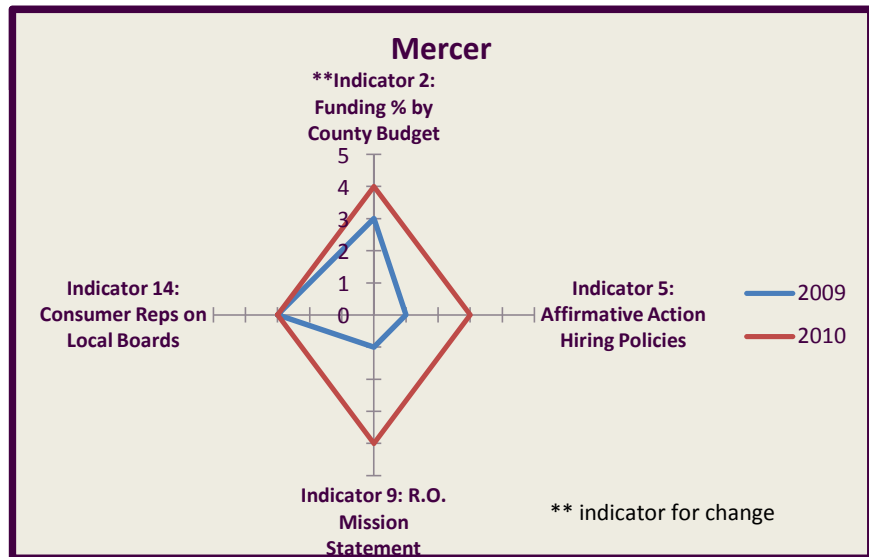 Mercer
**Indicator 2:
Funding % by
County Budget
5
4
3
2
1
0
Indicator 14:
Consumer Reps on
Local Boards
Indicator 5:
Affirmative Action
Hiring Policies
2009
2010
Indicator 9: R.O.
Mission
Statement
** indicator for change